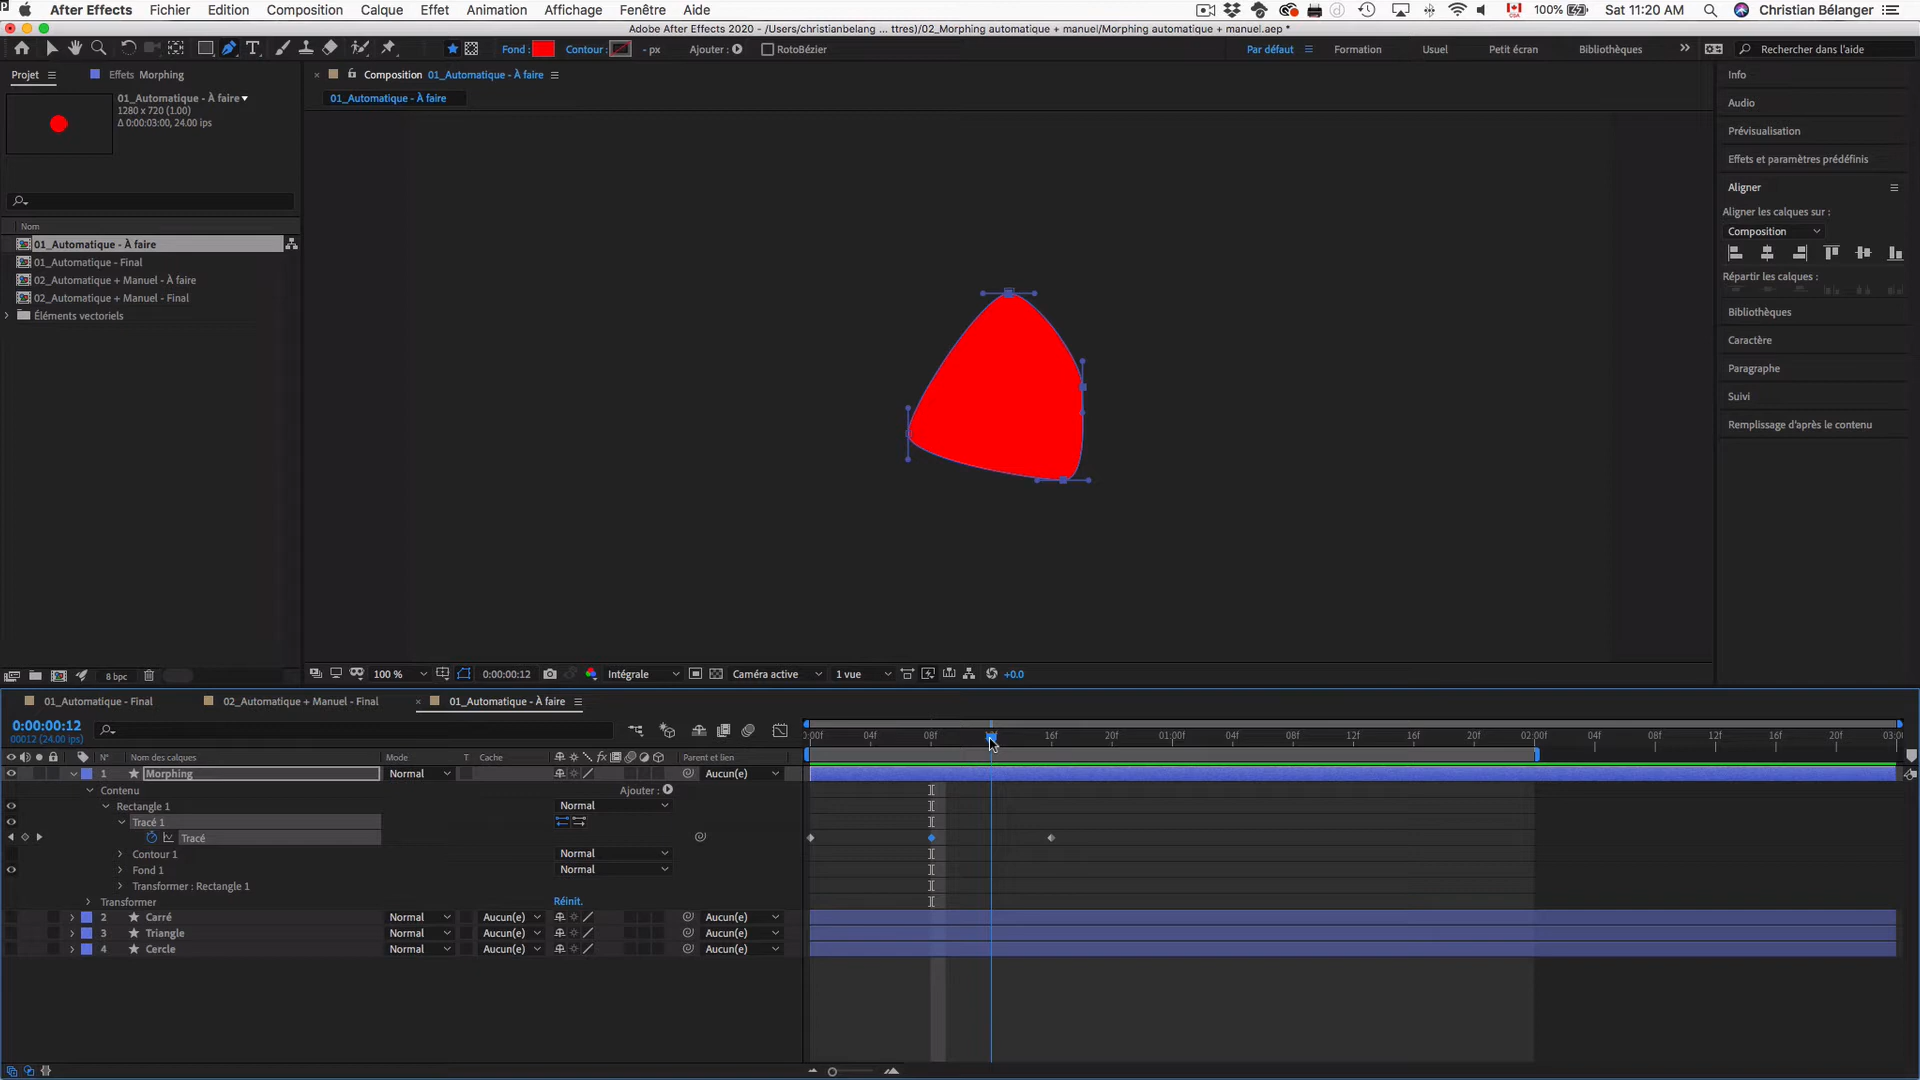 After Effects Fichier Edition Composition Calque Effet Animation Affichage Fenêtre Aide 100% Sat 11:20 AM Christian Bélanger
Adobe After Effects 2020 - /Users/christianbelang ... ttres)/02_Morphing automatique + manuel/Morphing automatique + manuel.aep *
Fond : Contour : - px Ajouter : RotoBézier Par défaut Formation Usuel Petit écran Bibliothèques Rechercher dans l'aide
Projet Effets Morphing Composition 01_Automatique - À faire Info
01_Automatique - À faire
1280 x 720 (1.00)
Δ 0:00:03:00, 24.00 ips
01_Automatique - À faire
Audio
Prévisualisation
Effets et paramètres prédéfinis
Aligner
Aligner les calques sur :
Composition
Répartir les calques :
Bibliothèques
Caractère
Paragraphe
Suivi
Remplissage d'après le contenu
Nom
01_Automatique - À faire
01_Automatique - Final
02_Automatique + Manuel - À faire
02_Automatique + Manuel - Final
Éléments vectoriels
8 bpc 100 % 0:00:00:12 Intégrale Caméra active 1 vue +0.0
01_Automatique - Final 02_Automatique + Manuel - Final 01_Automatique - À faire
0:00:00:12
00012 (24.00 ips)
04f 08f 16f 20f 01:00f 04f 08f 12f 16f 20f 02:00f 04f 08f 12f 16f 20f
N° Nom des calques Mode T Cache fx Parent et lien
1 Morphing Normal Aucun(e)
Contenu Ajouter :
Rectangle 1 Normal
Tracé 1
Tracé
Contour 1 Normal
Fond 1 Normal
Transformer : Rectangle 1
Transformer Réinit.
2 Carré Normal Aucun(e) Aucun(e)
3 Triangle Normal Aucun(e) Aucun(e)
4 Cercle Normal Aucun(e) Aucun(e)